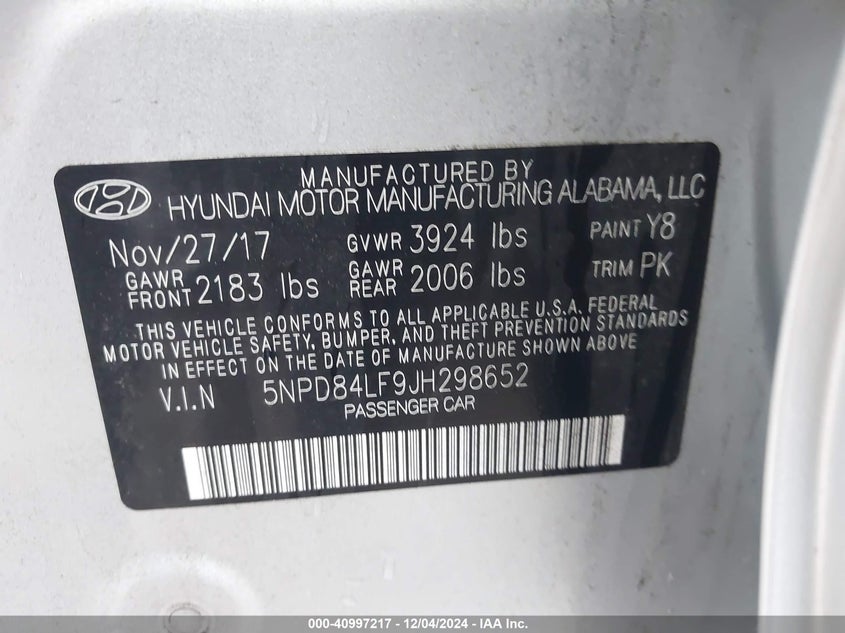 MANUFACTURED BY
HYUNDAI MOTOR MANUFACTURING ALABAMA, LLC
Nov/27/17 GVWR 3924 lbs PAINT Y8
GAWR FRONT 2183 lbs GAWR REAR 2006 lbs TRIM PK
THIS VEHICLE CONFORMS TO ALL APPLICABLE U.S.A. FEDERAL
MOTOR VEHICLE SAFETY, BUMPER, AND THEFT PREVENTION STANDARDS
IN EFFECT ON THE DATE OF MANUFACTURE SHOWN ABOVE
V.I.N 5NPD84LF9JH298652
PASSENGER CAR
000-40997217 - 12/04/2024 - IAA Inc.